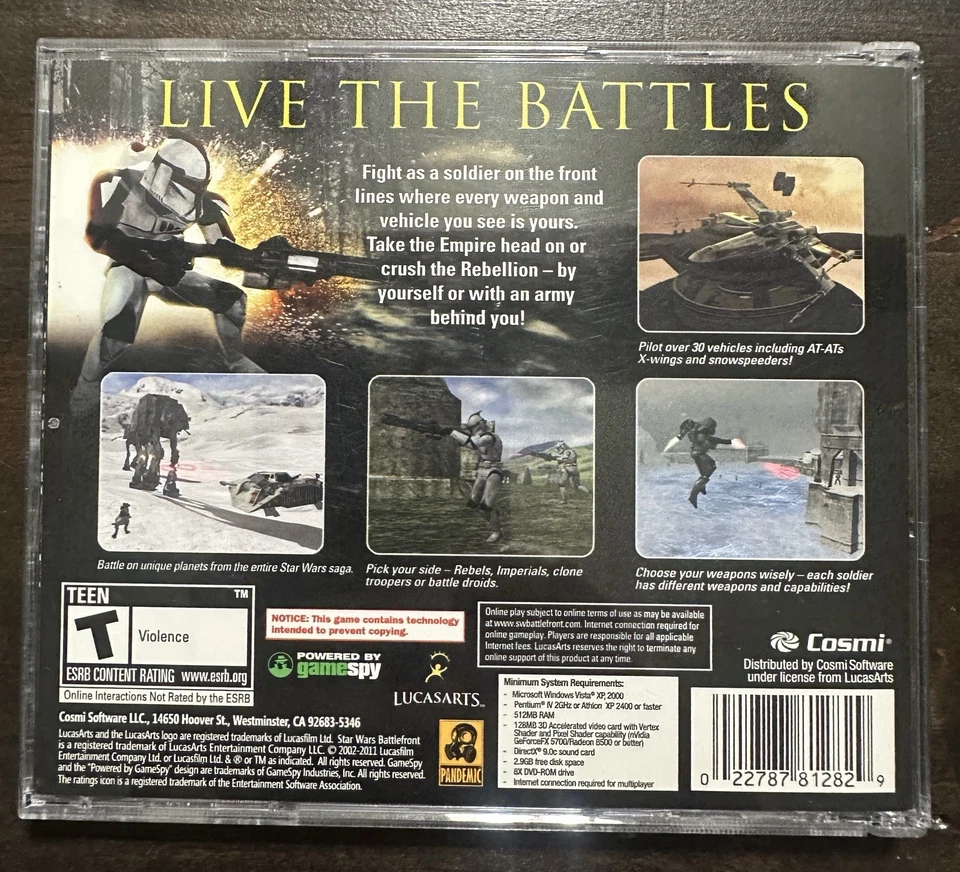 LIVE THE BATTLES
Fight as a soldier on the front
lines where every weapon and
vehicle you see is yours.
Take the Empire head on or
crush the Rebellion – by
yourself or with an army
behind you!
Pilot over 30 vehicles including AT-ATs
X-wings and snowspeeders!
Battle on unique planets from the entire Star Wars saga.
Pick your side – Rebels, Imperials, clone
troopers or battle droids.
Choose your weapons wisely – each soldier
has different weapons and capabilities!
TEEN TM
T
Violence
ESRB CONTENT RATING www.esrb.org
Online Interactions Not Rated by the ESRB
NOTICE: This game contains technology
intended to prevent copying.
POWERED BY
gamespy
LUCASARTS™
Online play subject to online terms of use as may be available
at www.swbattlefront.com. Internet connection required for
online gameplay. Players are responsible for all applicable
Internet fees. LucasArts reserves the right to terminate any
online support of this product at any time.
Cosmi®
Distributed by Cosmi Software
under license from LucasArts
Cosmi Software LLC., 14650 Hoover St., Westminster, CA 92683-5346
LucasArts and the LucasArts logo are registered trademarks of Lucasfilm Ltd. Star Wars Battlefront
is a registered trademark of LucasArts Entertainment Company LLC. © 2002-2011 Lucasfilm
Entertainment Company Ltd. or Lucasfilm Ltd. & ® or TM as indicated. All rights reserved. GameSpy
and the "Powered by GameSpy" design are trademarks of GameSpy Industries, Inc. All rights reserved.
The ratings icon is a registered trademark of the Entertainment Software Association.
PANDEMIC
Minimum System Requirements:
- Microsoft Windows Vista® XP, 2000
- Pentium® IV 2GHz or Athlon XP 2400 or faster
- 512MB RAM
- 128MB 3D Accelerated video card with Vertex
Shader and Pixel Shader capability (nVidia
GeForceFX 5700/Radeon 8500 or better)
- DirectX® 9.0c sound card
- 2.9GB free disk space
- 8X DVD-ROM drive
- Internet connection required for multiplayer
0 22787 81282 9